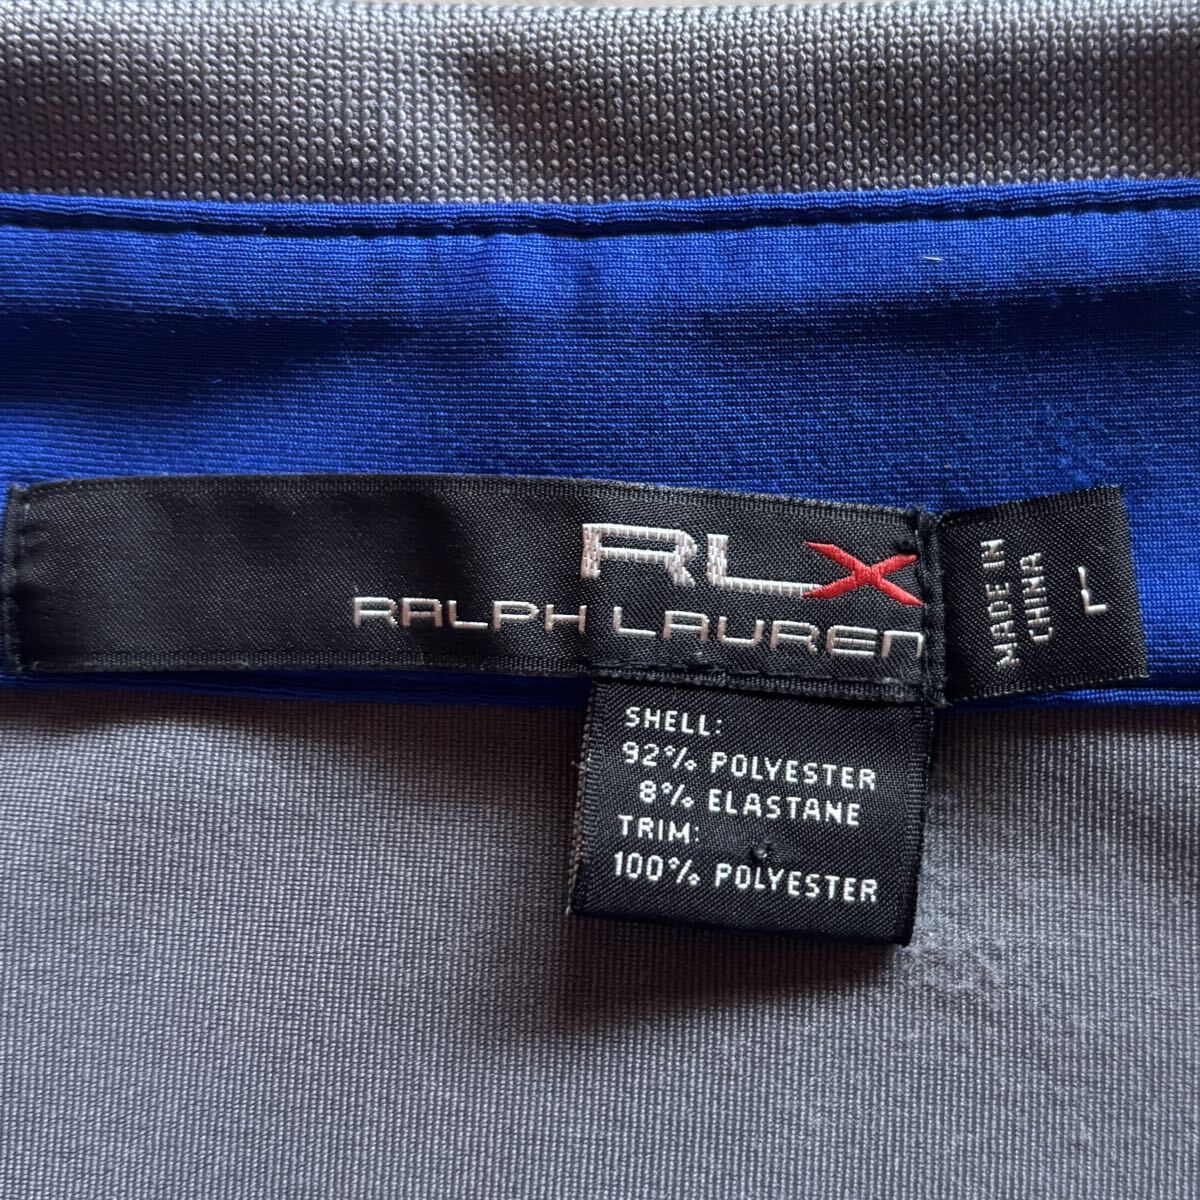 RLX
RALPH LAUREN
MADE IN
CHINA
L
SHELL:
92% POLYESTER
8% ELASTANE
TRIM:
100% POLYESTER